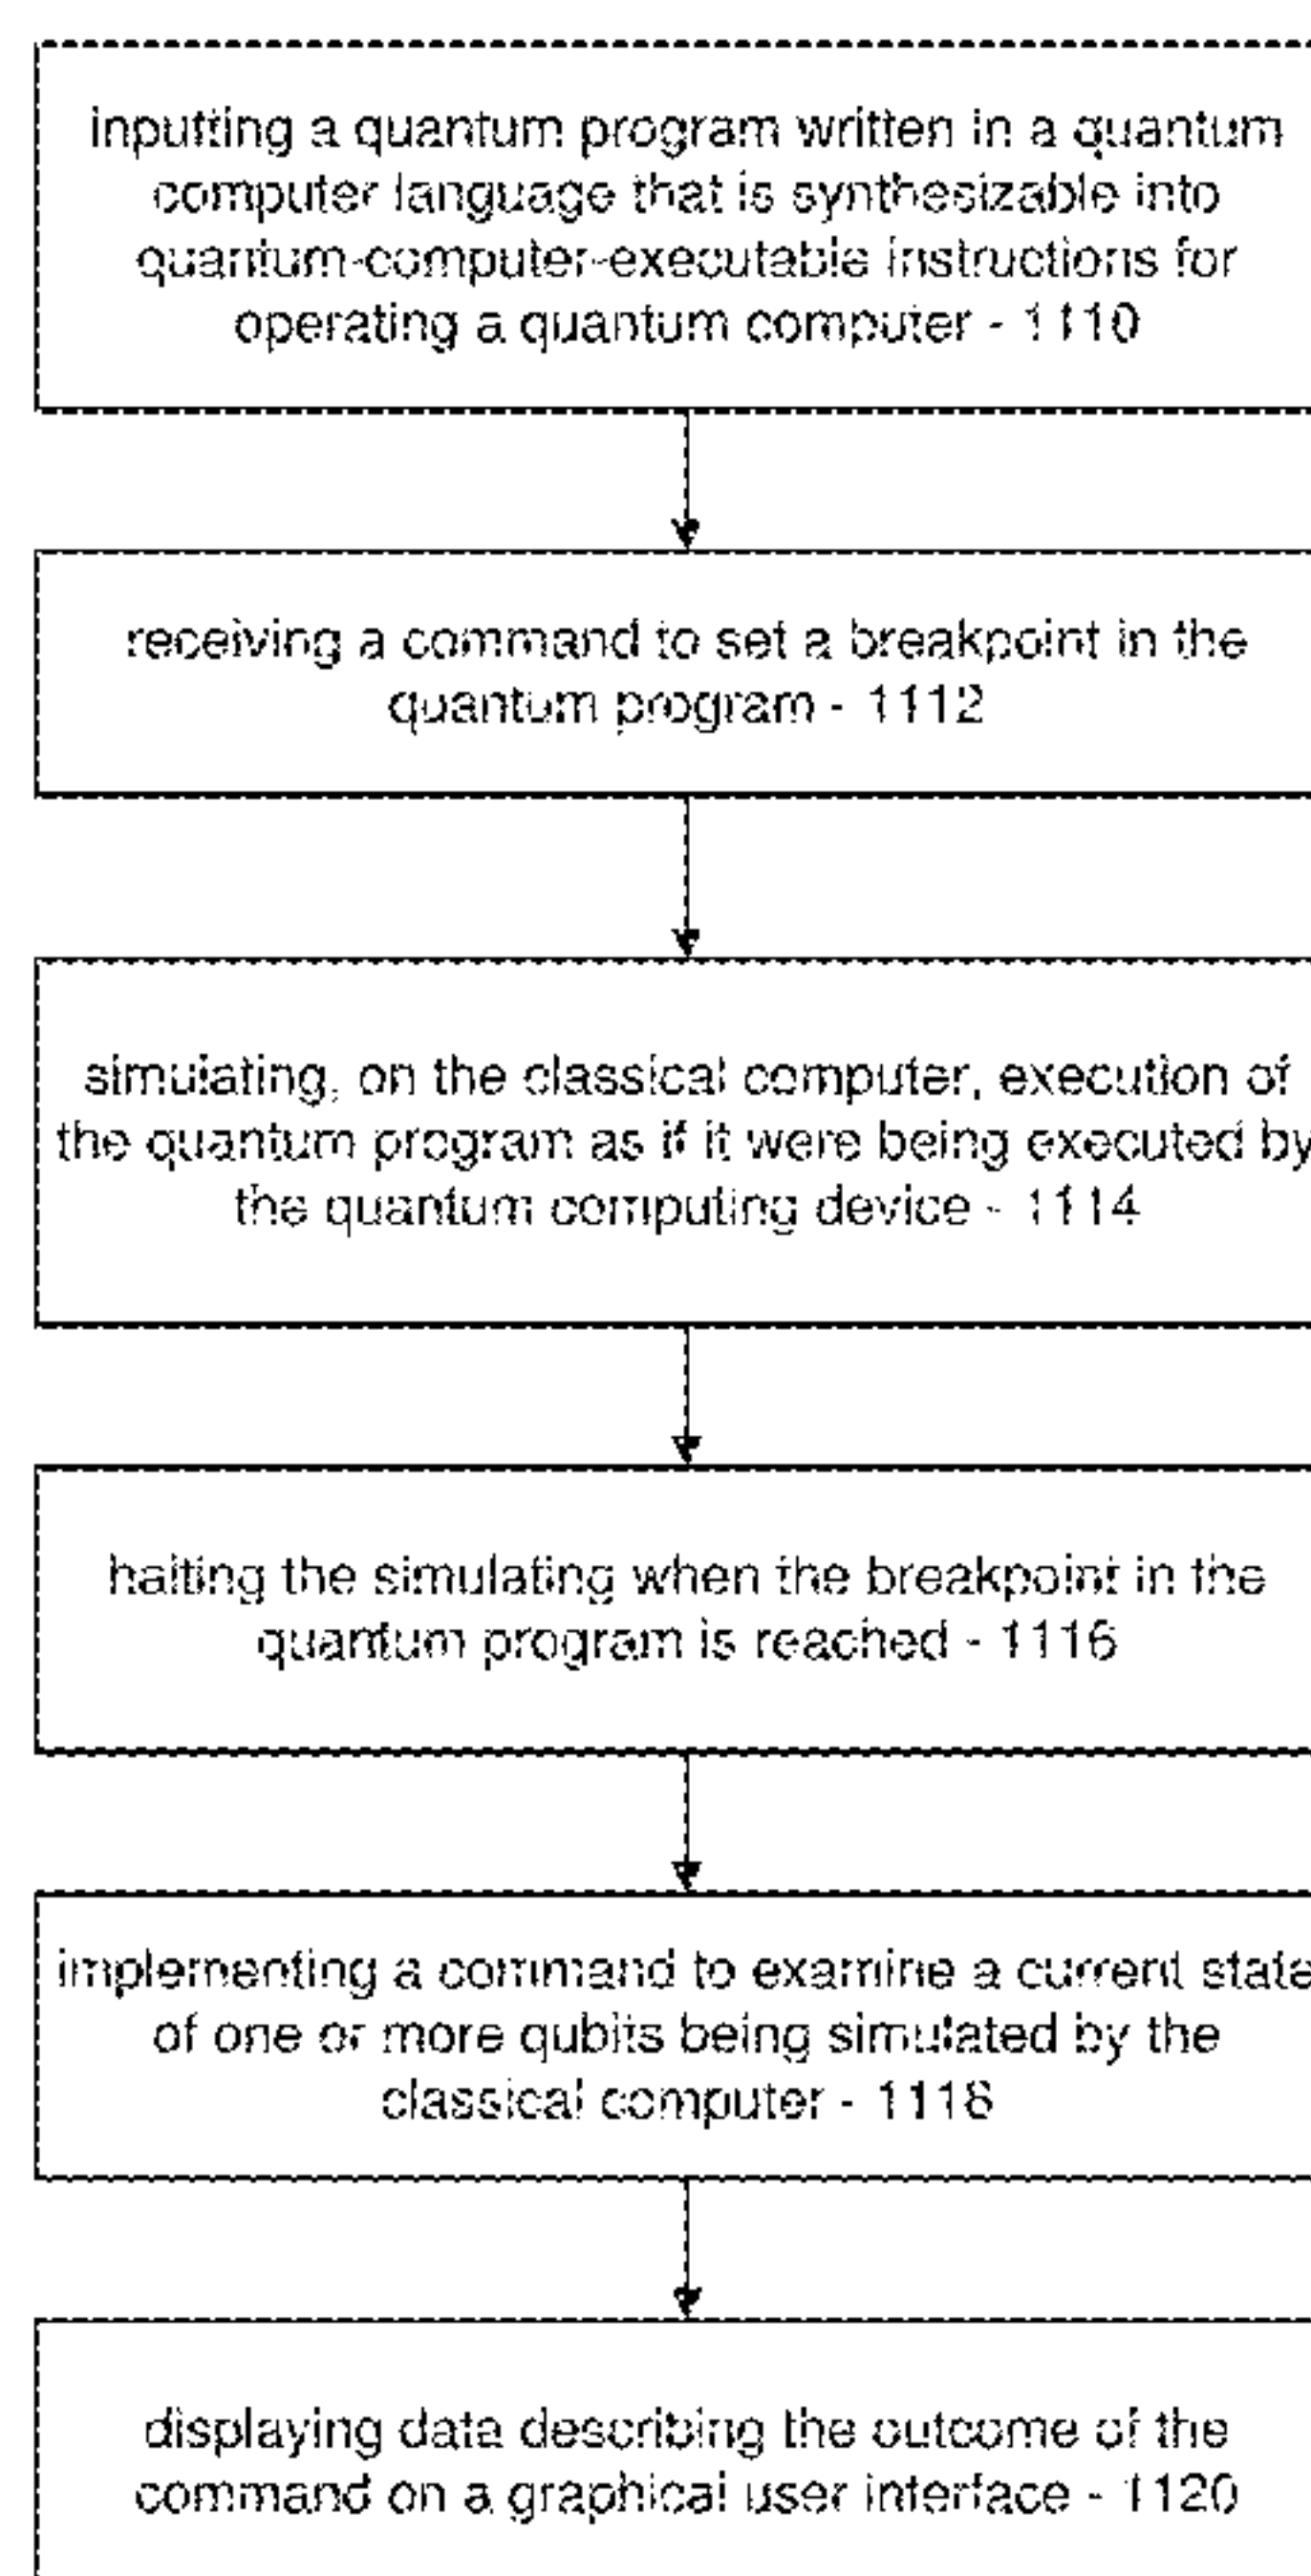 inputting a quantum program written in a quantum
computer language that is synthesizable into
quantum-computer-executable instructions for
operating a quantum computer - 1110
receiving a command to set a breakpoint in the
quantum program - 1112
simulating, on the classical computer, execution of
the quantum program as if it were being executed by
the quantum computing device - 1114
halting the simulating when the breakpoint in the
quantum program is reached - 1116
implementing a command to examine a current state
of one or more qubits being simulated by the
classical computer - 1118
displaying data describing the outcome of the
command on a graphical user interface - 1120